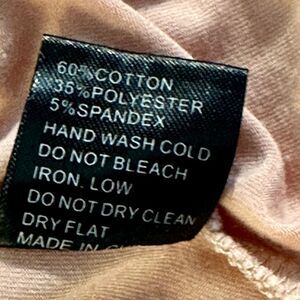 60%COTTON
35%POLYESTER
5%SPANDEX
HAND WASH COLD
DO NOT BLEACH
IRON. LOW
DO NOT DRY CLEAN
DRY FLAT
MADE IN